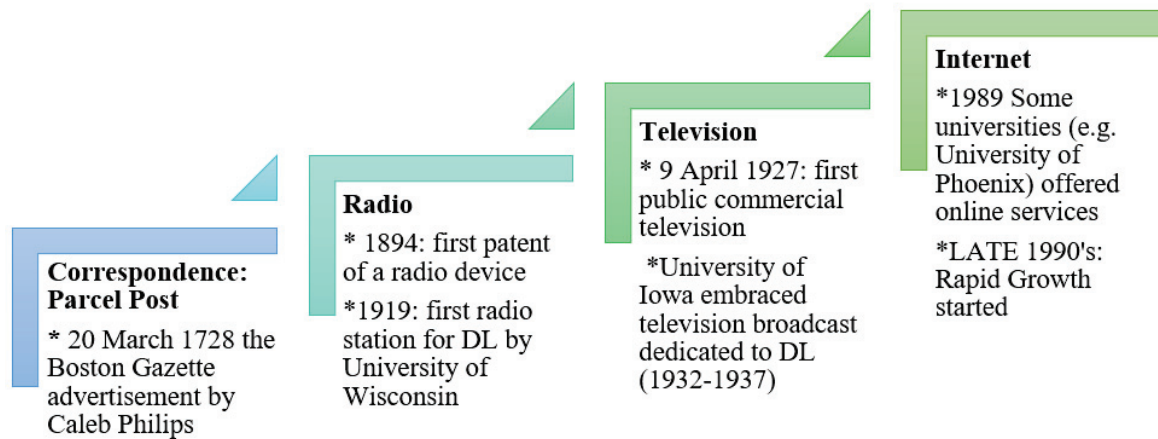 Correspondence:
Parcel Post
* 20 March 1728 the
Boston Gazette
advertisement by
Caleb Philips
Radio
* 1894: first patent
of a radio device
*1919: first radio
station for DL by
University of
Wisconsin
Television
* 9 April 1927: first
public commercial
television
*University of
Iowa embraced
television broadcast
dedicated to DL
(1932-1937)
Internet
*1989 Some
universities (e.g.
University of
Phoenix) offered
online services
*LATE 1990's:
Rapid Growth
started